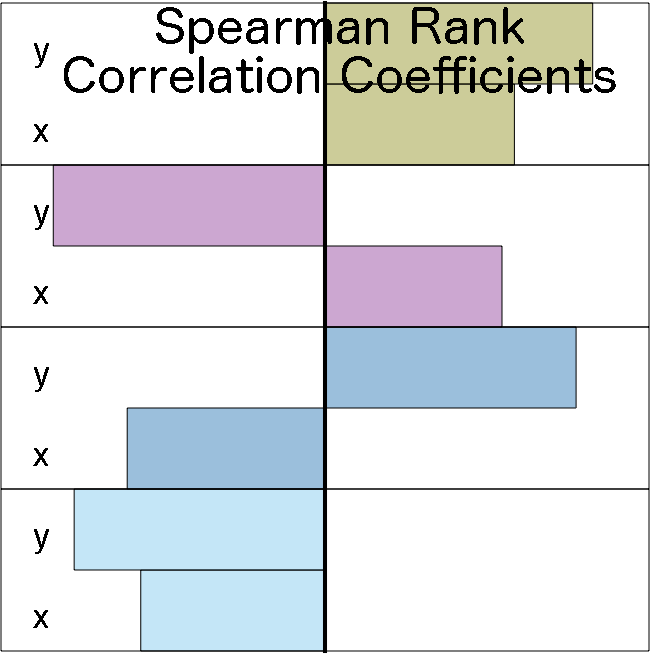 Spearman Rank
Correlation Coefficients
y
x
y
x
y
x
y
x